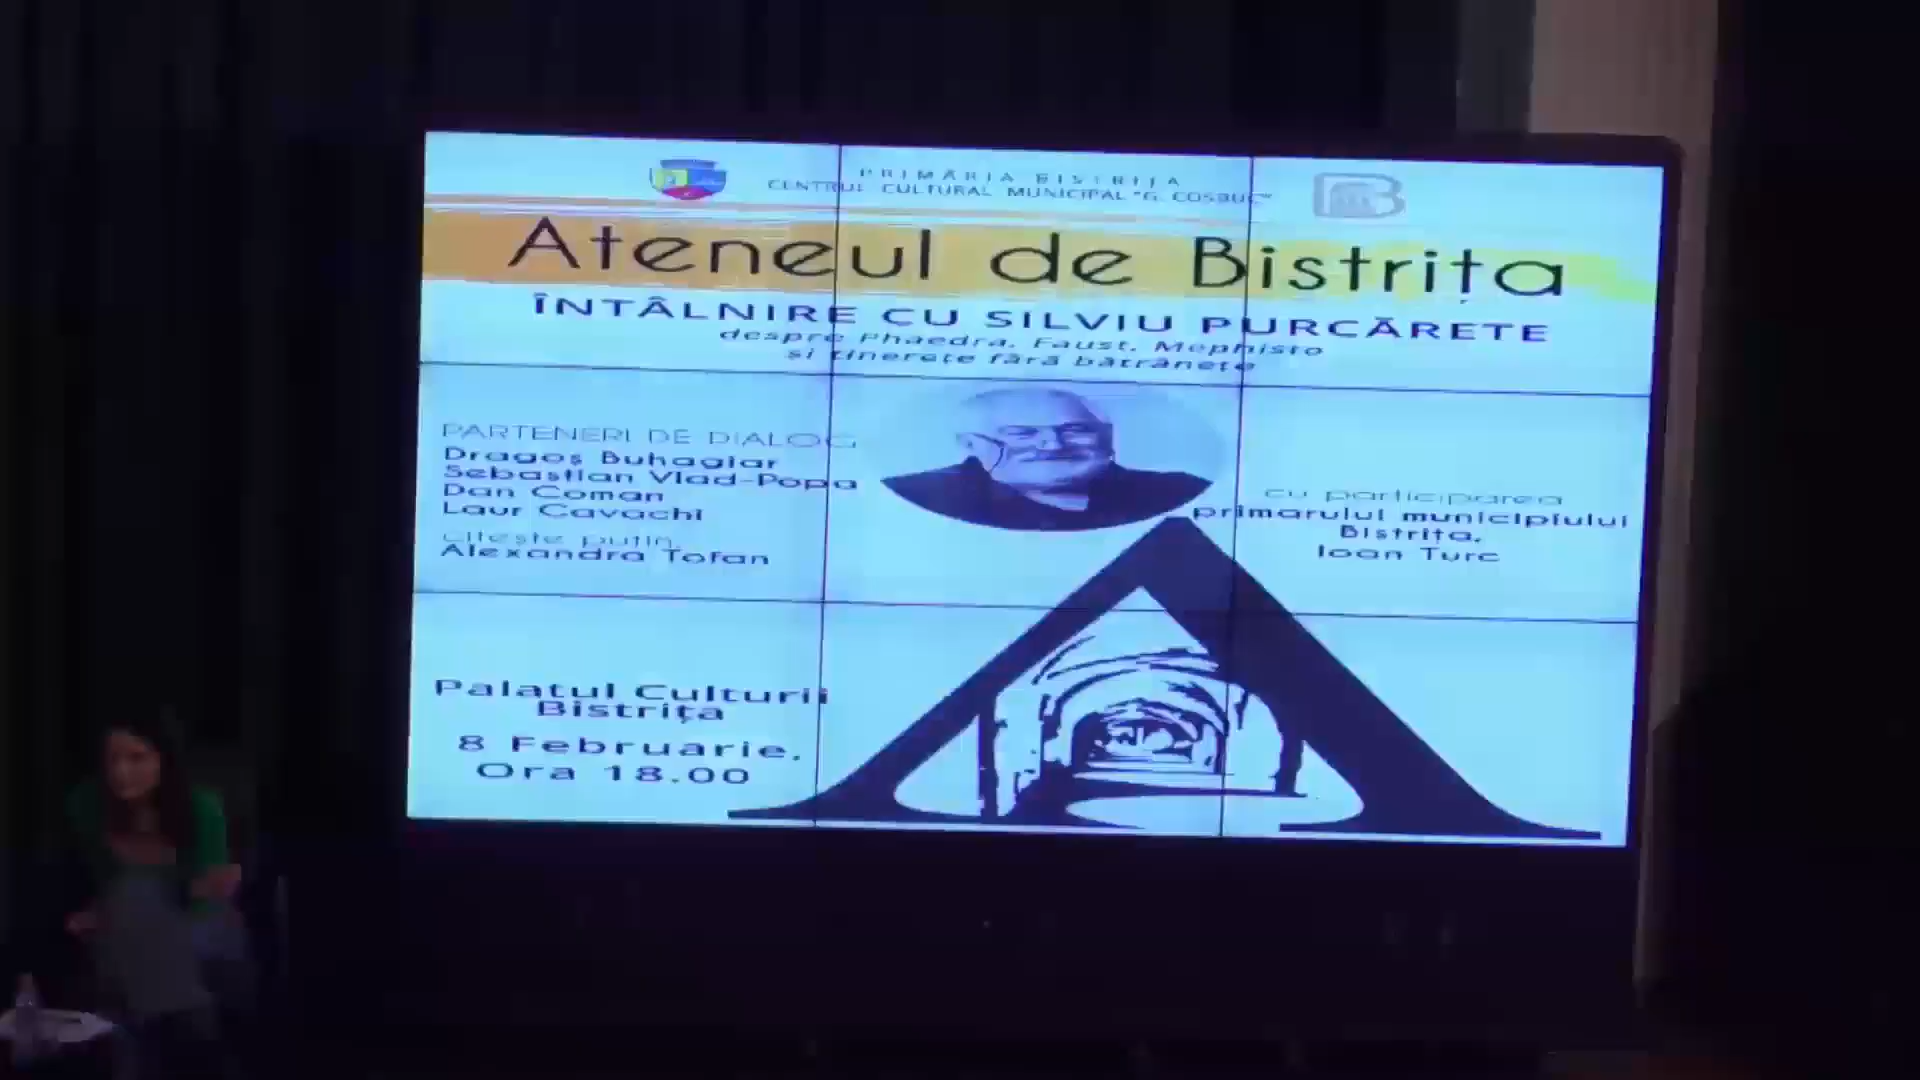 PRIMĂRIA BISTRIȚA
CENTRUL CULTURAL MUNICIPAL "G. COSBUC"
Ateneul de Bistrița
ÎNTÂLNIRE CU SILVIU PURCĂRETE
despre Phaedra, Faust, Mephisto
și tinerețe fără bătrânețe
PARTENERI DE DIALOG
Dragoș Buhagiar
Sebastian Vlad-Popa
Dan Coman
Laur Cavachi
citește puțin,
Alexandra Tofan
cu participarea
primarului municipiului
Bistrița,
Ioan Turc
Palatul Culturii
Bistrița
8 Februarie,
Ora 18.00